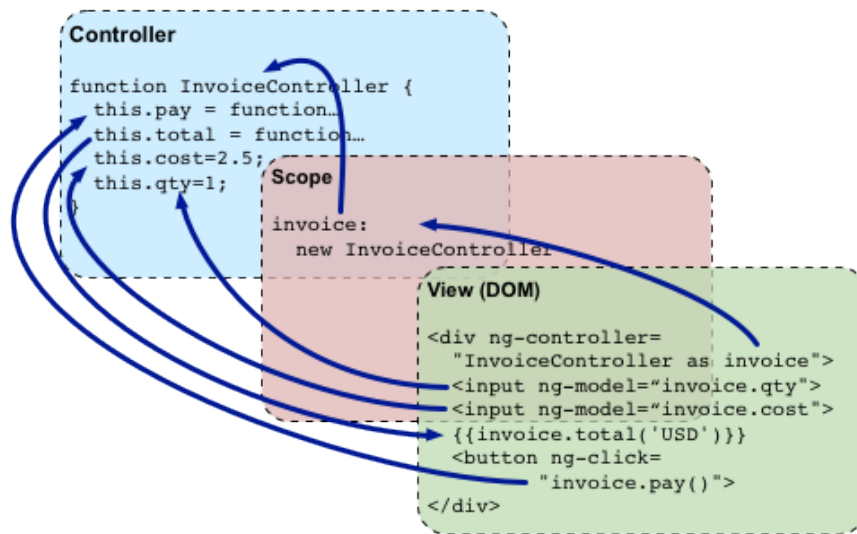 Controller
function InvoiceController {
this.pay = function…
this.total = function…
this.cost=2.5;
this.qty=1;
}
Scope
invoice:
new InvoiceController
View (DOM)
<div ng-controller=
"InvoiceController as invoice">
<input ng-model=“invoice.qty">
<input ng-model=“invoice.cost">
{{invoice.total('USD')}}
<button ng-click=
"invoice.pay()">
</div>